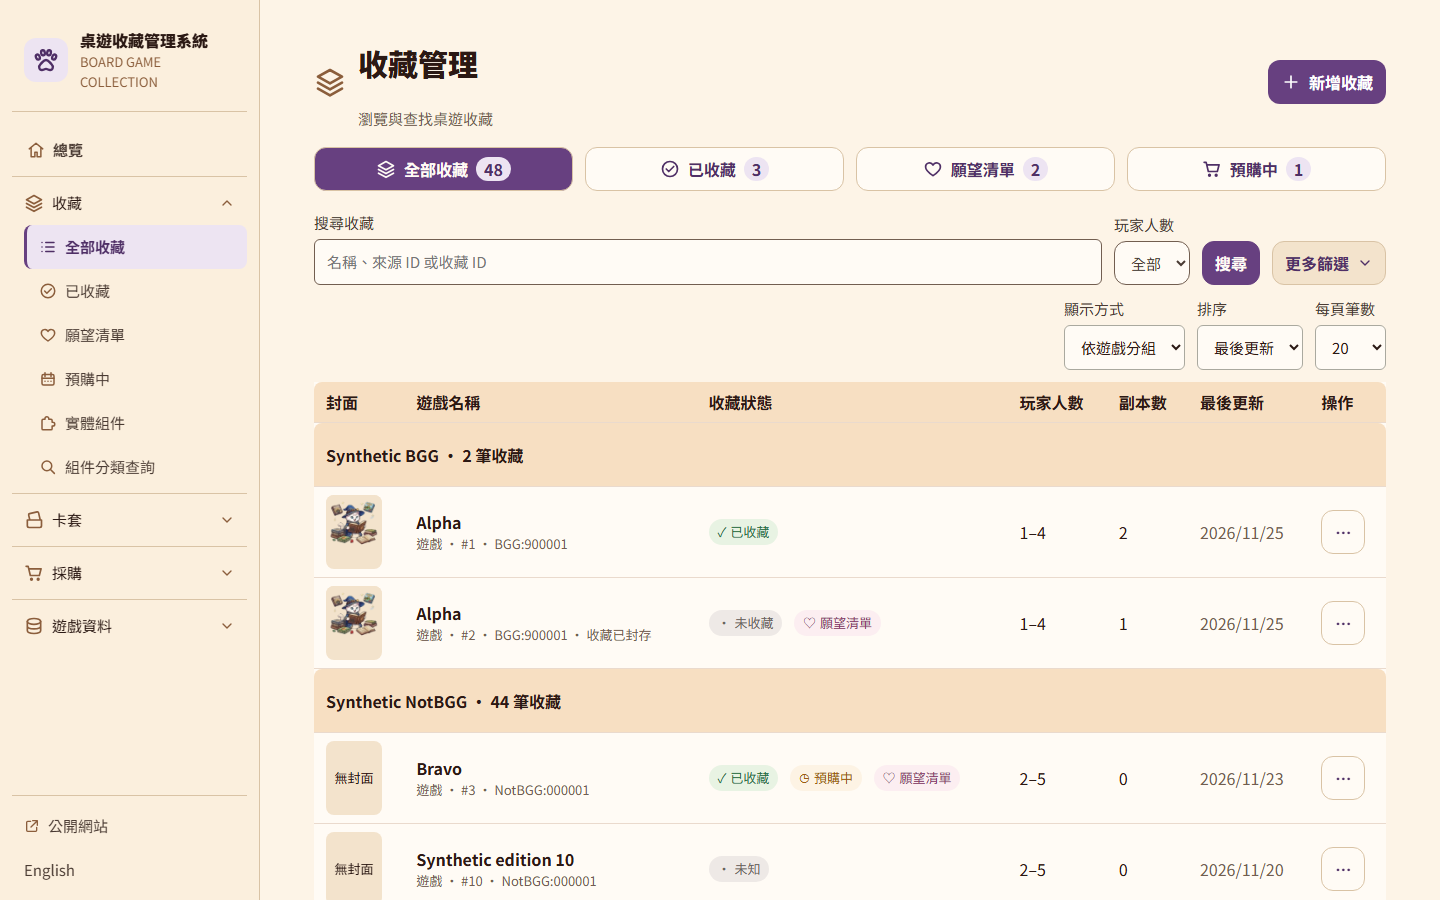 桌遊收藏管理系統
BOARD GAME
COLLECTION
總覽
收藏
全部收藏
已收藏
願望清單
預購中
實體組件
組件分類查詢
卡套
採購
遊戲資料
公開網站
English
收藏管理
瀏覽與查找桌遊收藏
新增收藏
全部收藏 48
已收藏 3
願望清單 2
預購中 1
搜尋收藏
名稱、來源 ID 或收藏 ID
玩家人數
全部
搜尋
更多篩選
顯示方式 排序 每頁筆數
依遊戲分組 最後更新 20
封面 遊戲名稱 收藏狀態 玩家人數 副本數 最後更新 操作
Synthetic BGG · 2 筆收藏
Alpha
遊戲 · #1 · BGG:900001
✓ 已收藏
1–4 2 2026/11/25 ···
Alpha
遊戲 · #2 · BGG:900001 · 收藏已封存
· 未收藏 ♡ 願望清單
1–4 1 2026/11/25 ···
Synthetic NotBGG · 44 筆收藏
無封面
Bravo
遊戲 · #3 · NotBGG:000001
✓ 已收藏 ◷ 預購中 ♡ 願望清單
2–5 0 2026/11/23 ···
無封面
Synthetic edition 10
遊戲 · #10 · NotBGG:000001
· 未知
2–5 0 2026/11/20 ···